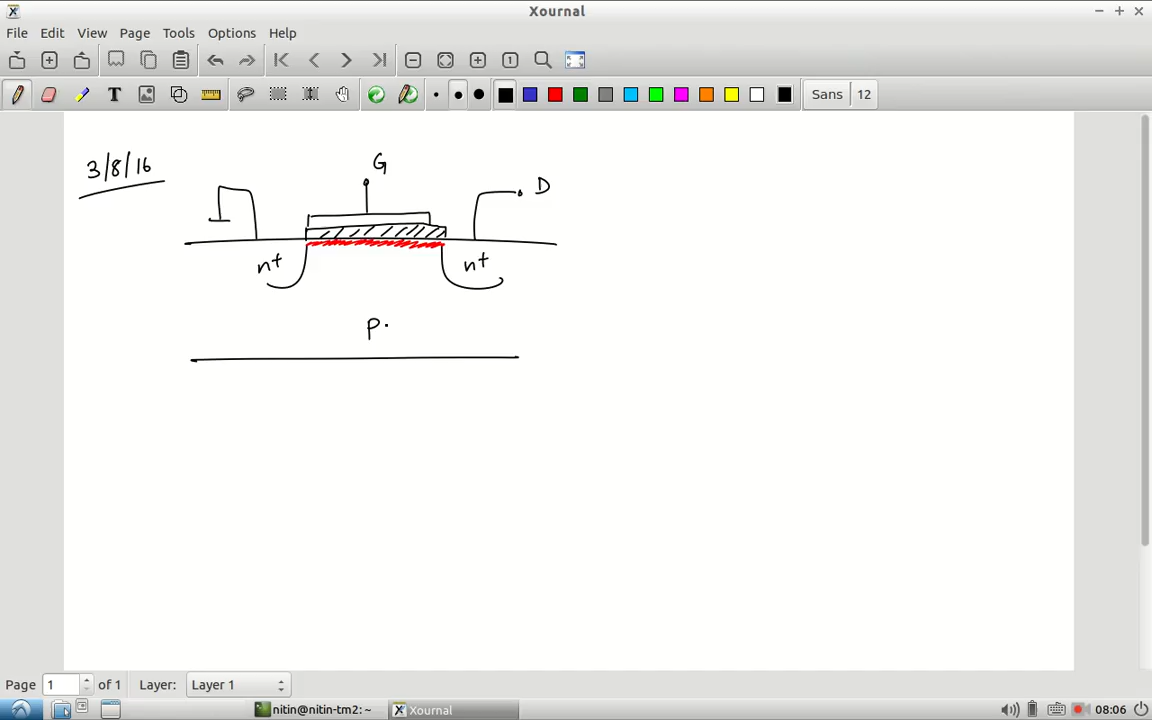 Xournal
File Edit View Page Tools Options Help
Sans 12
3/8/16
G
D
n+ n+
P
Page 1 of 1 Layer: Layer 1
nitin@nitin-tm2: ~ Xournal 08:06